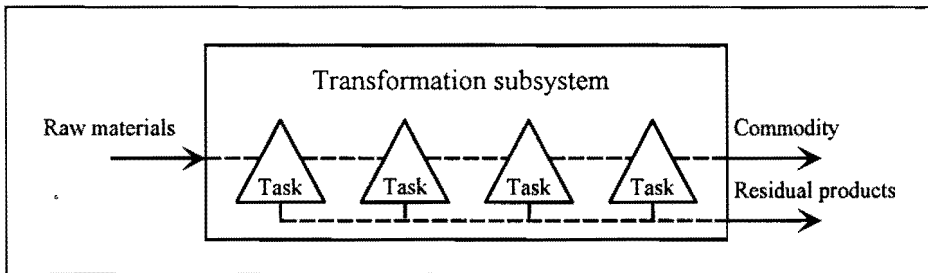 Transformation subsystem
Raw materials
Commodity
Task
Task
Task
Task
Residual products